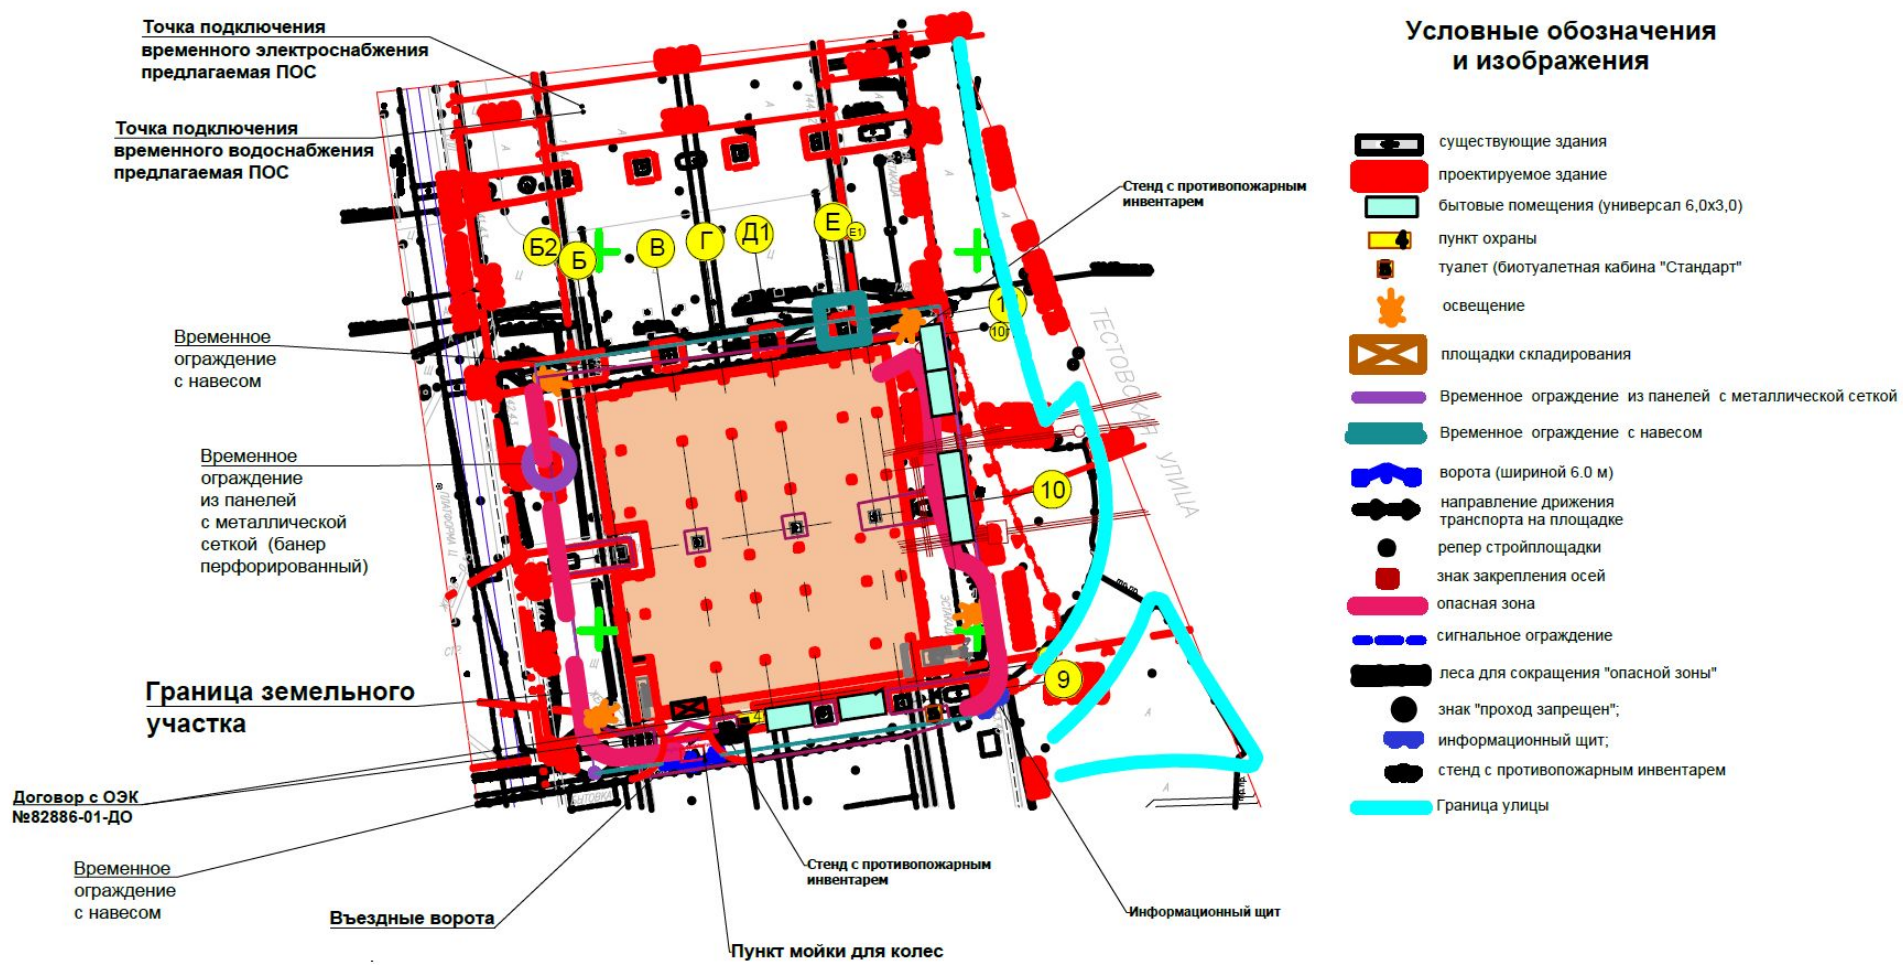 Точка подключения
временного электроснабжения
предлагаемая ПОС
Точка подключения
временного водоснабжения
предлагаемая ПОС
Стенд с противопожарным
инвентарем
Б2
Б
В
Г
Д1
Е
Е1
10г
Временное
ограждение
с навесом
ТЕСТОВСКАЯ УЛИЦА
Временное
ограждение
из панелей
с металлической
сеткой (банер
перфорированный)
10
9
4
Граница земельного
участка
Договор с ОЭК
№82886-01-ДО
БЫТОВКА
Временное
ограждение
с навесом
Въездные ворота
Стенд с противопожарным
инвентарем
Информационный щит
Пункт мойки для колес
Условные обозначения
и изображения
существующие здания
проектируемое здание
бытовые помещения (универсал 6,0х3,0)
4
пункт охраны
туалет (биотуалетная кабина "Стандарт"
освещение
площадки складирования
Временное ограждение из панелей с металлической сеткой
Временное ограждение с навесом
ворота (шириной 6.0 м)
направление дрижения
транспорта на площадке
репер стройплощадки
знак закрепления осей
опасная зона
сигнальное ограждение
леса для сокращения "опасной зоны"
знак "проход запрещен";
информационный щит;
стенд с противопожарным инвентарем
Граница улицы